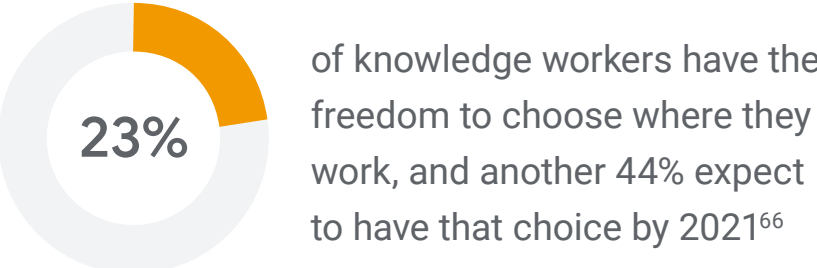 23%
of knowledge workers have the
freedom to choose where they
work, and another 44% expect
to have that choice by 2021⁶⁶